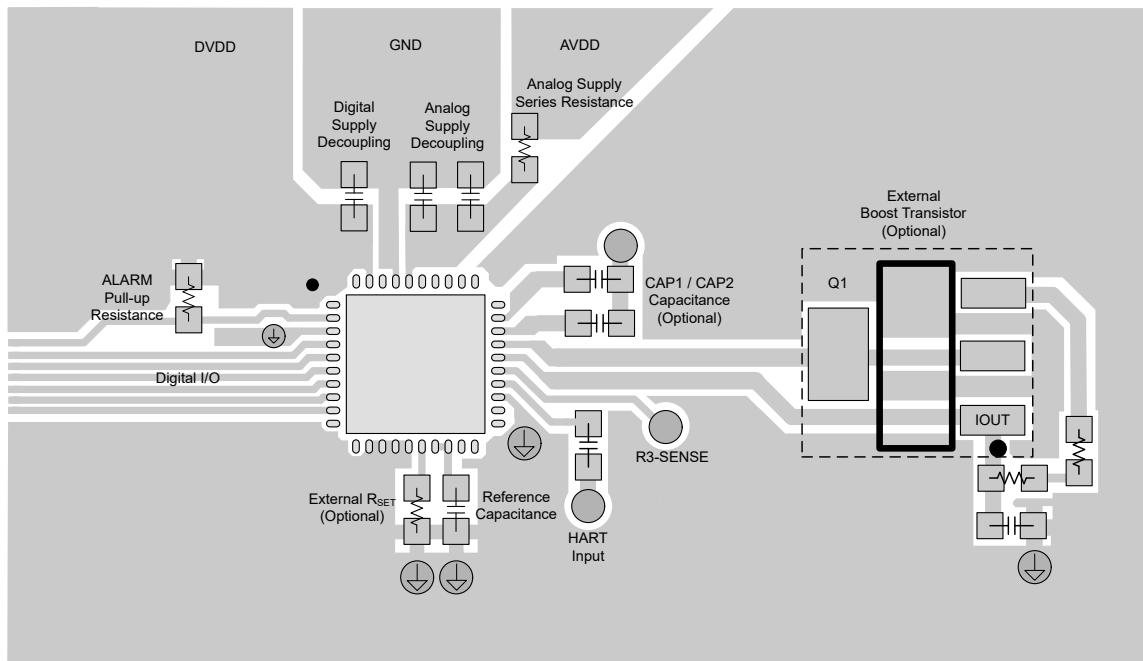 DVDD
GND
AVDD
Analog Supply
Series Resistance
Digital
Supply
Decoupling
Analog
Supply
Decoupling
External
Boost Transistor
(Optional)
ALARM
Pull-up
Resistance
CAP1 / CAP2
Capacitance
(Optional)
Q1
Digital I/O
IOUT
R3-SENSE
External RSET
(Optional)
Reference
Capacitance
HART
Input